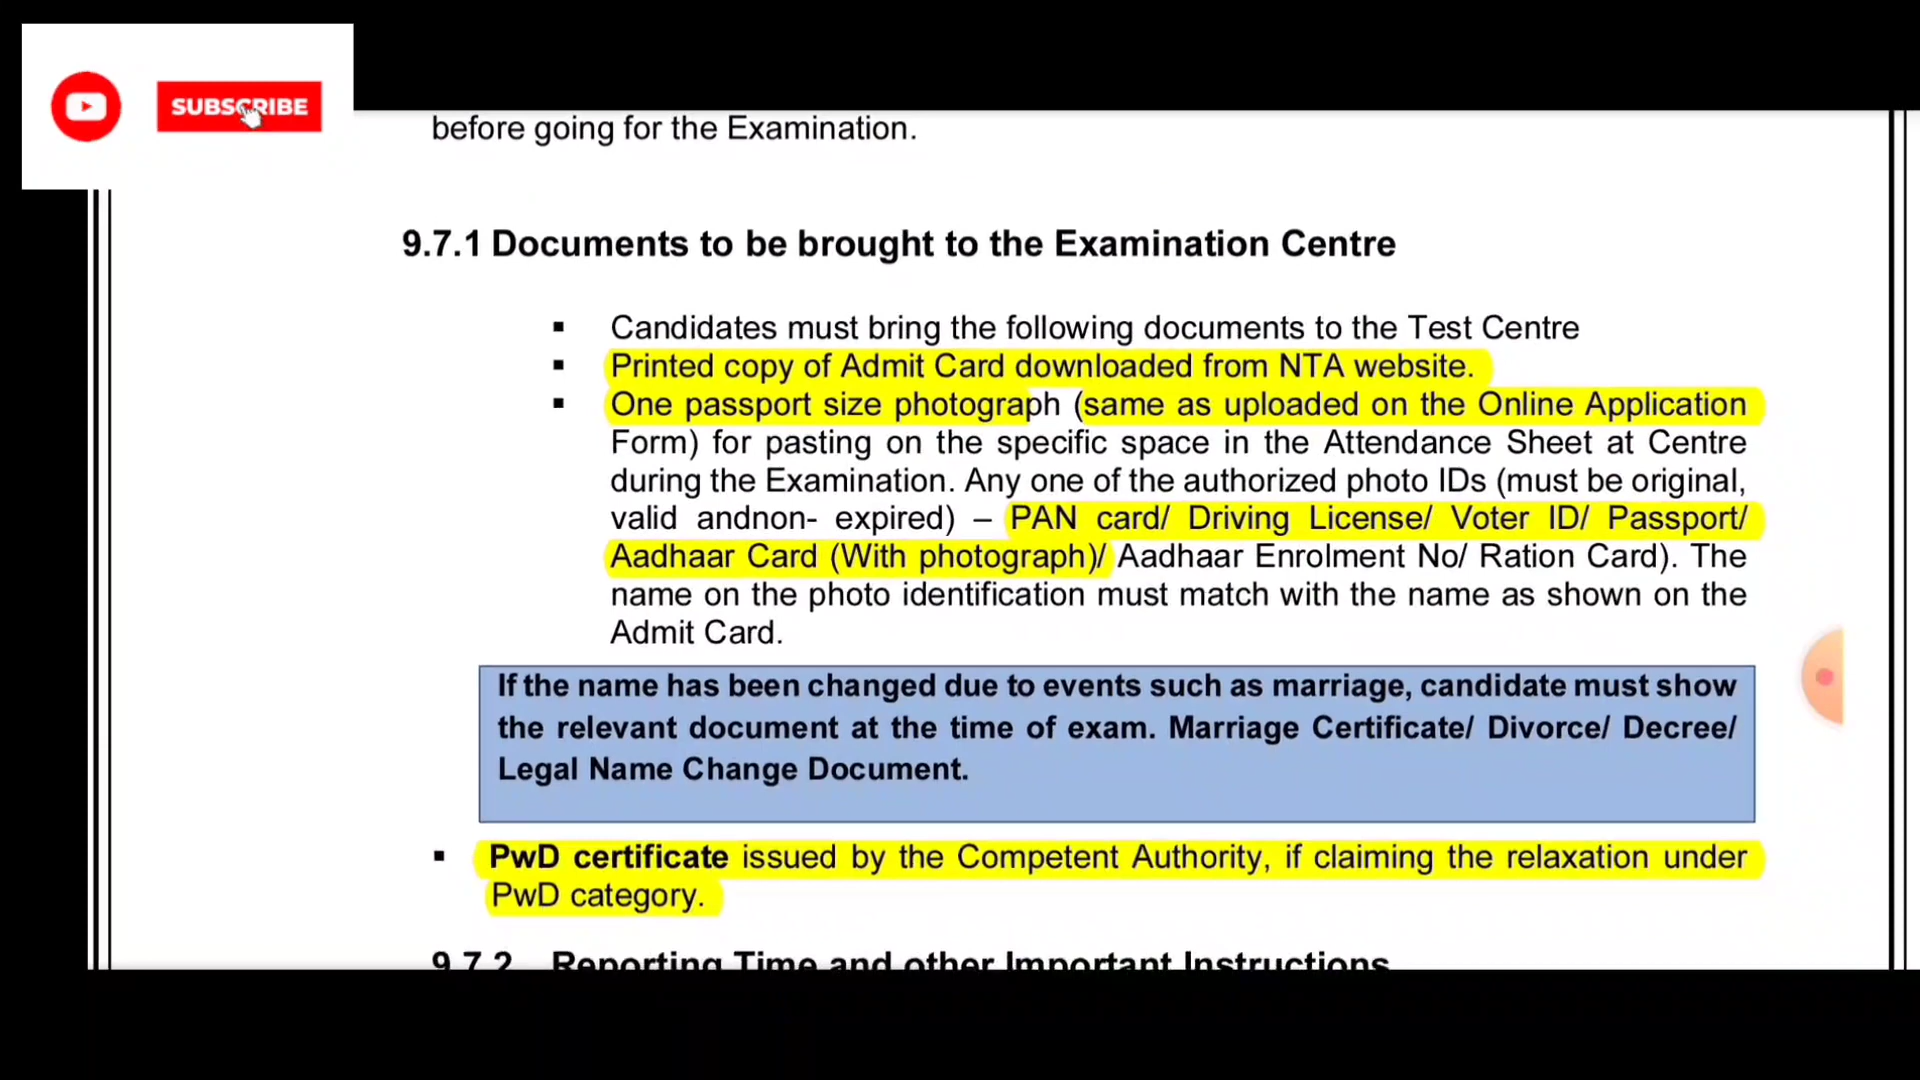 SUBSCRIBE
before going for the Examination.
9.7.1 Documents to be brought to the Examination Centre
▪ Candidates must bring the following documents to the Test Centre
▪ Printed copy of Admit Card downloaded from NTA website.
▪ One passport size photograph (same as uploaded on the Online Application
Form) for pasting on the specific space in the Attendance Sheet at Centre
during the Examination. Any one of the authorized photo IDs (must be original,
valid andnon- expired) – PAN card/ Driving License/ Voter ID/ Passport/
Aadhaar Card (With photograph)/ Aadhaar Enrolment No/ Ration Card). The
name on the photo identification must match with the name as shown on the
Admit Card.
If the name has been changed due to events such as marriage, candidate must show
the relevant document at the time of exam. Marriage Certificate/ Divorce/ Decree/
Legal Name Change Document.
▪ PwD certificate issued by the Competent Authority, if claiming the relaxation under
PwD category.
9.7.2 Reporting Time and other Important Instructions